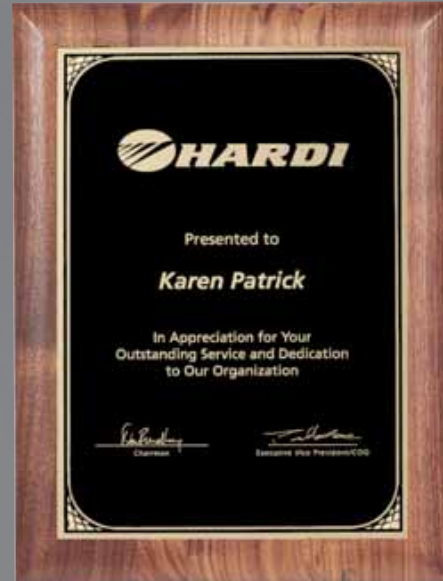 HARDI
Presented to
Karen Patrick
In Appreciation for Your
Outstanding Service and Dedication
to Our Organization
Chairman Executive Vice President/COO